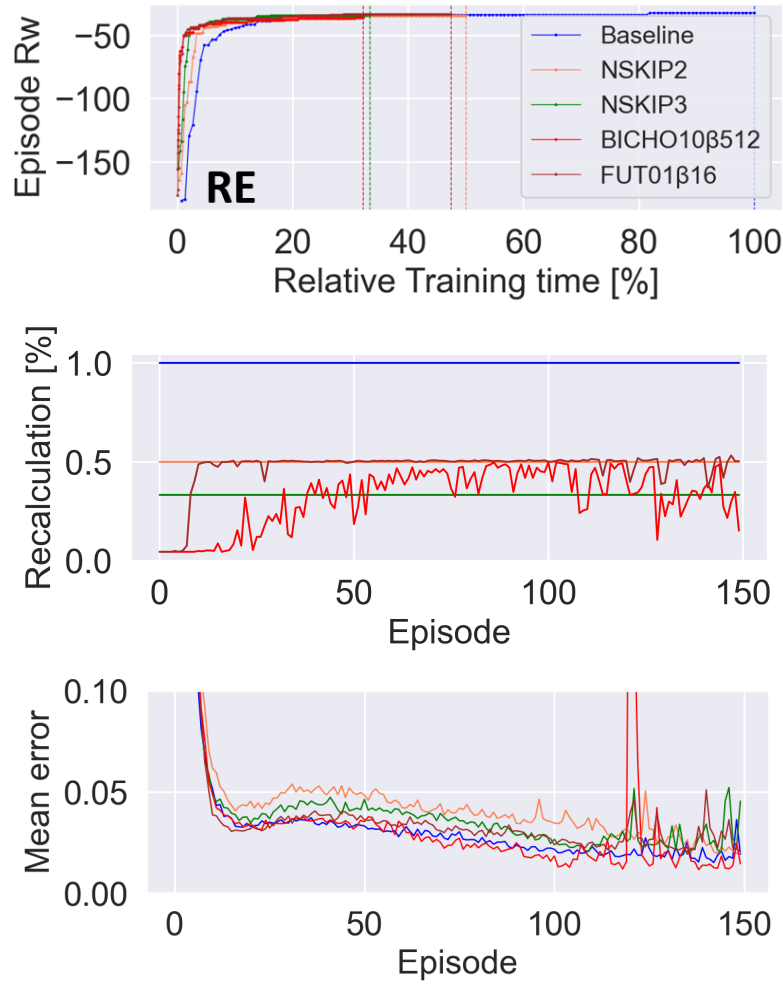 Episode Rw
−50
−100
−150
RE
Baseline
NSKIP2
NSKIP3
BICHO10β512
FUT01β16
0 20 40 60 80 100
Relative Training time [%]
Recalculation [%]
1.0
0.5
0.0
0 50 100 150
Episode
Mean error
0.10
0.05
0.00
0 50 100 150
Episode